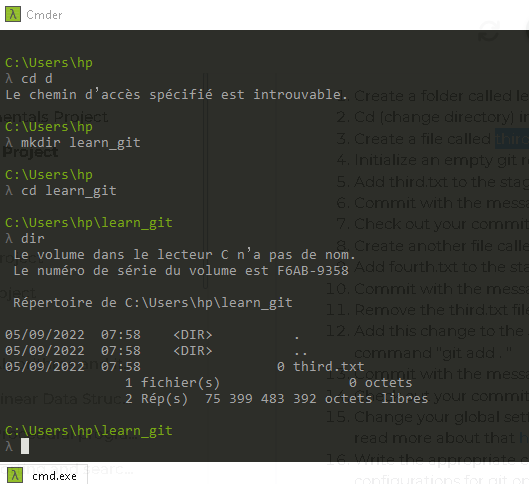 Cmder
C:\Users\hp
λ cd d
Le chemin d'accès spécifié est introuvable.
C:\Users\hp
λ mkdir learn_git
C:\Users\hp
λ cd learn_git
C:\Users\hp\learn_git
λ dir
Le volume dans le lecteur C n'a pas de nom.
Le numéro de série du volume est F6AB-9358
Répertoire de C:\Users\hp\learn_git
05/09/2022 07:58 <DIR> .
05/09/2022 07:58 <DIR> ..
05/09/2022 07:58 0 third.txt
1 fichier(s) 0 octets
2 Rép(s) 75 399 483 392 octets libres
C:\Users\hp\learn_git
λ
cmd.exe
1. Create a folder called le
2. Cd (change directory) in
3. Create a file called third
4. Initialize an empty git r
5. Add third.txt to the stag
6. Commit with the messa
7. Check out your commit
8. Create another file calle
9. Add fourth.txt to the sta
10. Commit with the messa
11. Remove the third.txt fil
12. Add this change to the
command "git add . "
13. Commit with the messa
15. Change your global sett
read more about that h
16. Write the appropriate c
configurations for git on